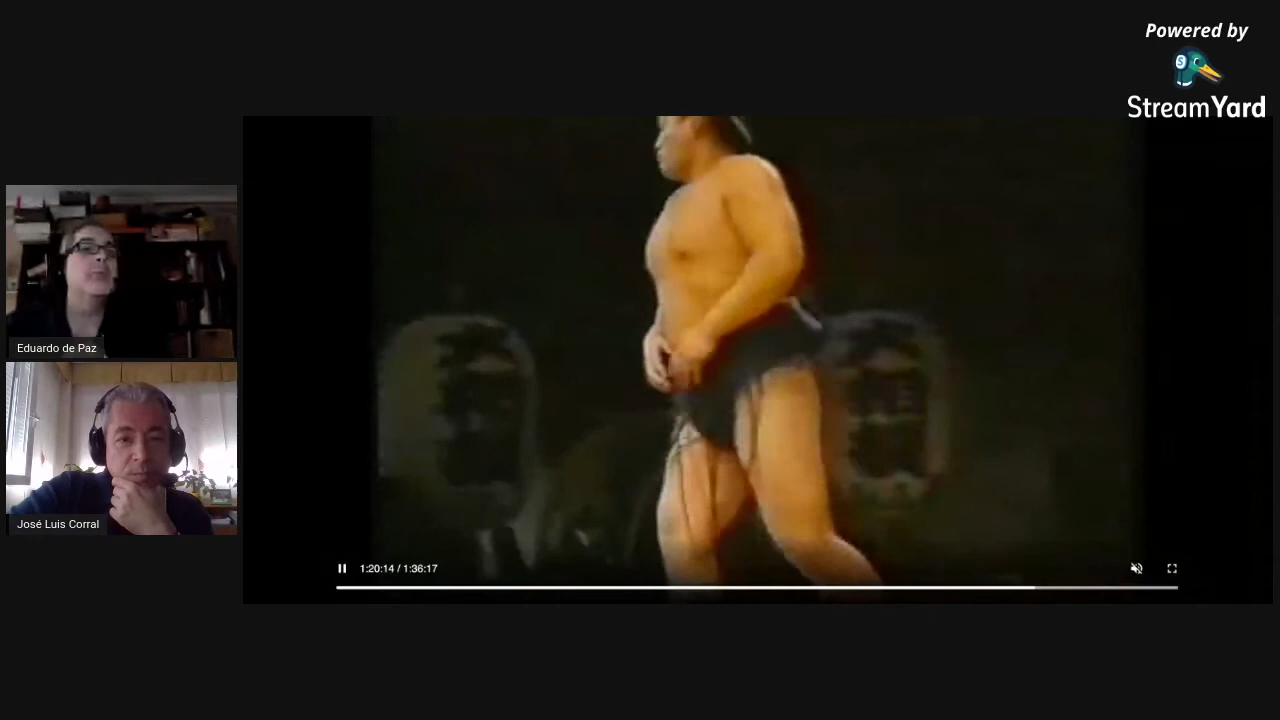 Powered by
StreamYard
Eduardo de Paz
José Luis Corral
1:20:14 / 1:36:17